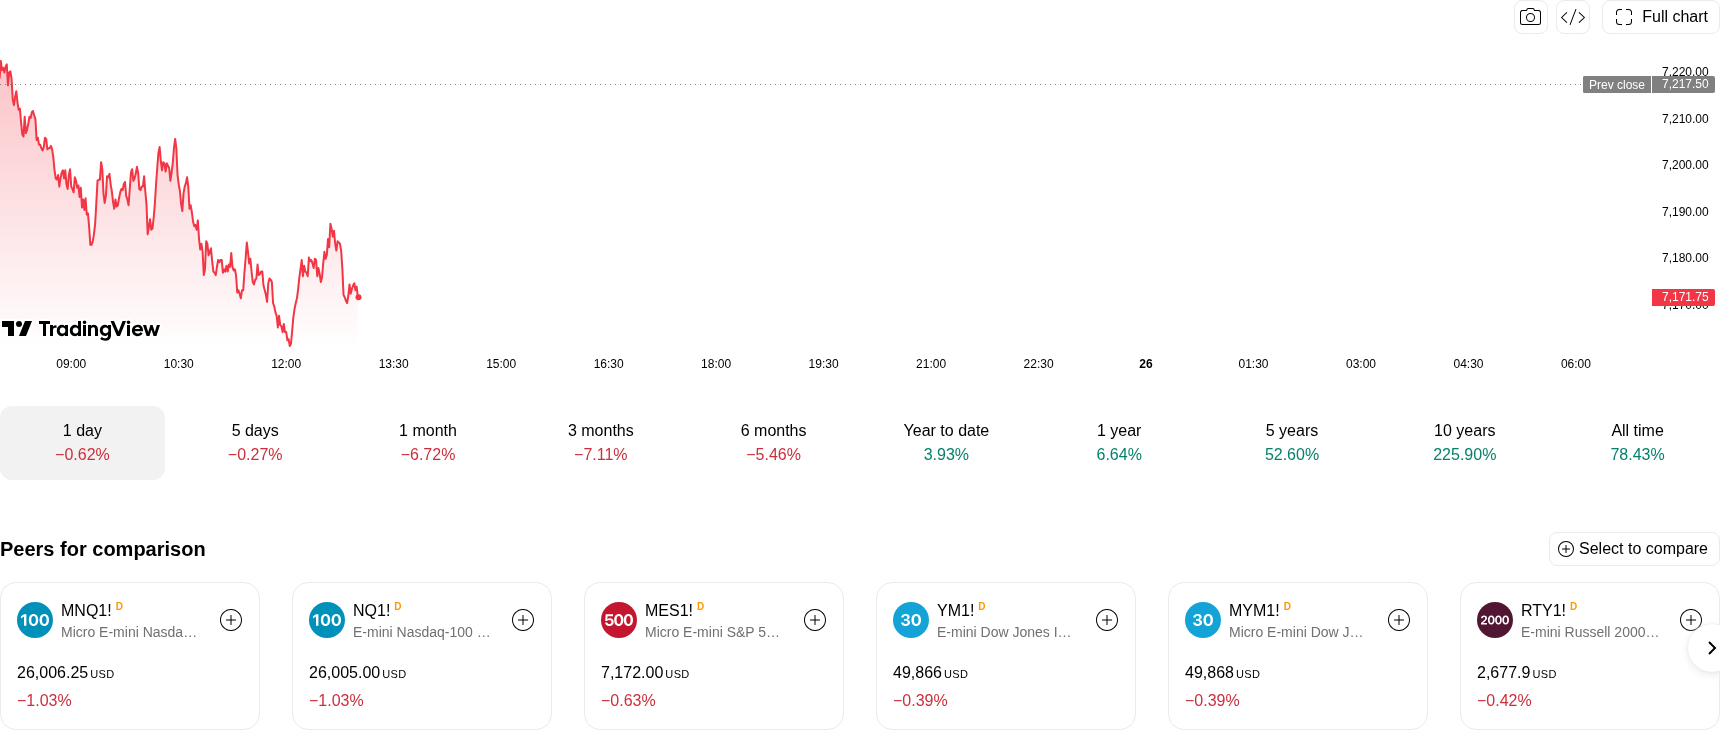 Full chart
7,220.00
Prev close 7,217.50
7,210.00
7,200.00
7,190.00
7,180.00
7,171.75
TradingView
09:00 10:30 12:00 13:30 15:00 16:30 18:00 19:30 21:00 22:30 26 01:30 03:00 04:30 06:00
1 day 5 days 1 month 3 months 6 months Year to date 1 year 5 years 10 years All time
−0.62% −0.27% −6.72% −7.11% −5.46% 3.93% 6.64% 52.60% 225.90% 78.43%
Peers for comparison
Select to compare
100 MNQ1! D
Micro E-mini Nasda…
26,006.25 USD
−1.03%
100 NQ1! D
E-mini Nasdaq-100 …
26,005.00 USD
−1.03%
500 MES1! D
Micro E-mini S&P 5…
7,172.00 USD
−0.63%
30 YM1! D
E-mini Dow Jones I…
49,866 USD
−0.39%
30 MYM1! D
Micro E-mini Dow J…
49,868 USD
−0.39%
2000 RTY1! D
E-mini Russell 2000…
2,677.9 USD
−0.42%